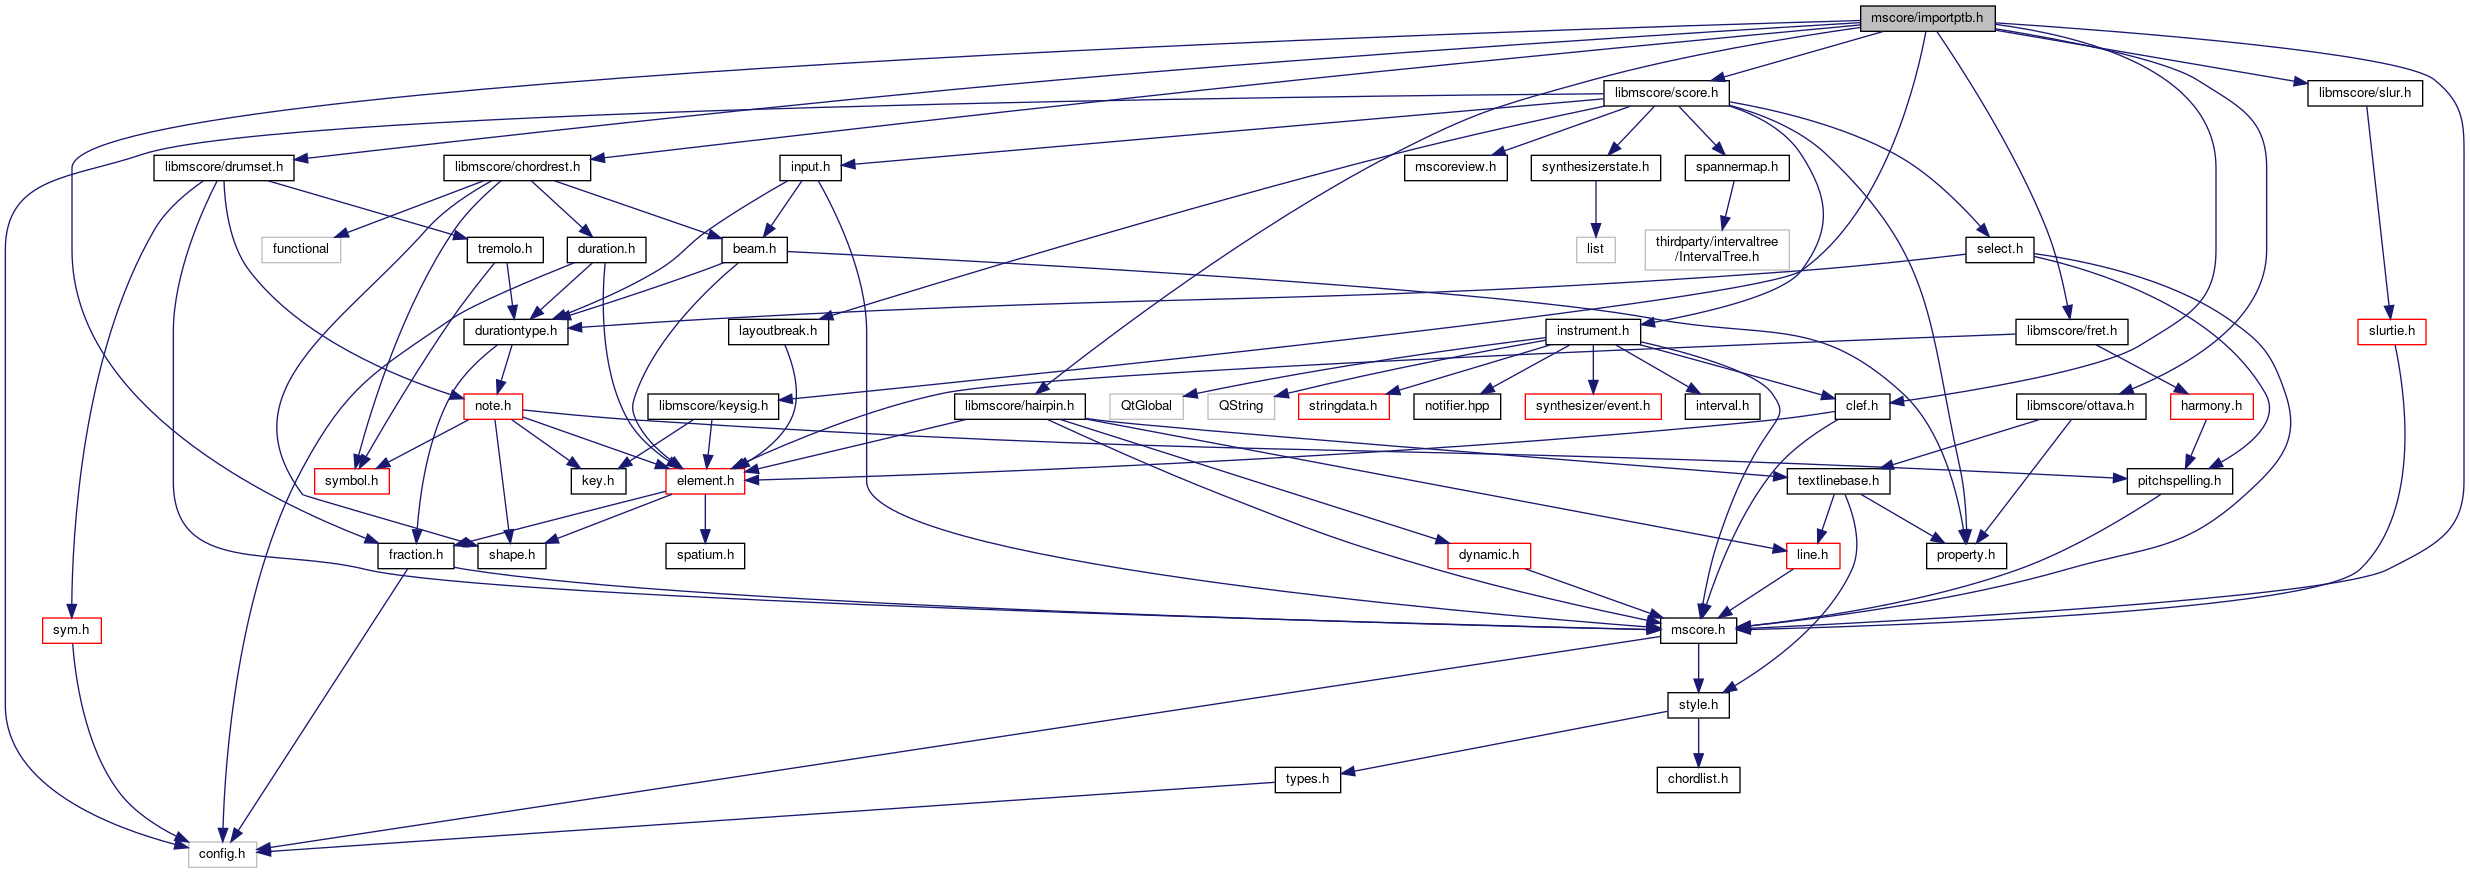 mscore/importptb.h
libmscore/score.h
libmscore/slur.h
libmscore/drumset.h
libmscore/chordrest.h
input.h
mscoreview.h
synthesizerstate.h
spannermap.h
functional
tremolo.h
duration.h
beam.h
list
thirdparty/intervaltree
/IntervalTree.h
select.h
durationtype.h
layoutbreak.h
instrument.h
libmscore/fret.h
slurtie.h
note.h
libmscore/keysig.h
libmscore/hairpin.h
QtGlobal
QString
stringdata.h
notifier.hpp
synthesizer/event.h
interval.h
clef.h
libmscore/ottava.h
harmony.h
symbol.h
key.h
element.h
textlinebase.h
pitchspelling.h
fraction.h
shape.h
spatium.h
dynamic.h
line.h
property.h
sym.h
mscore.h
style.h
types.h
chordlist.h
config.h